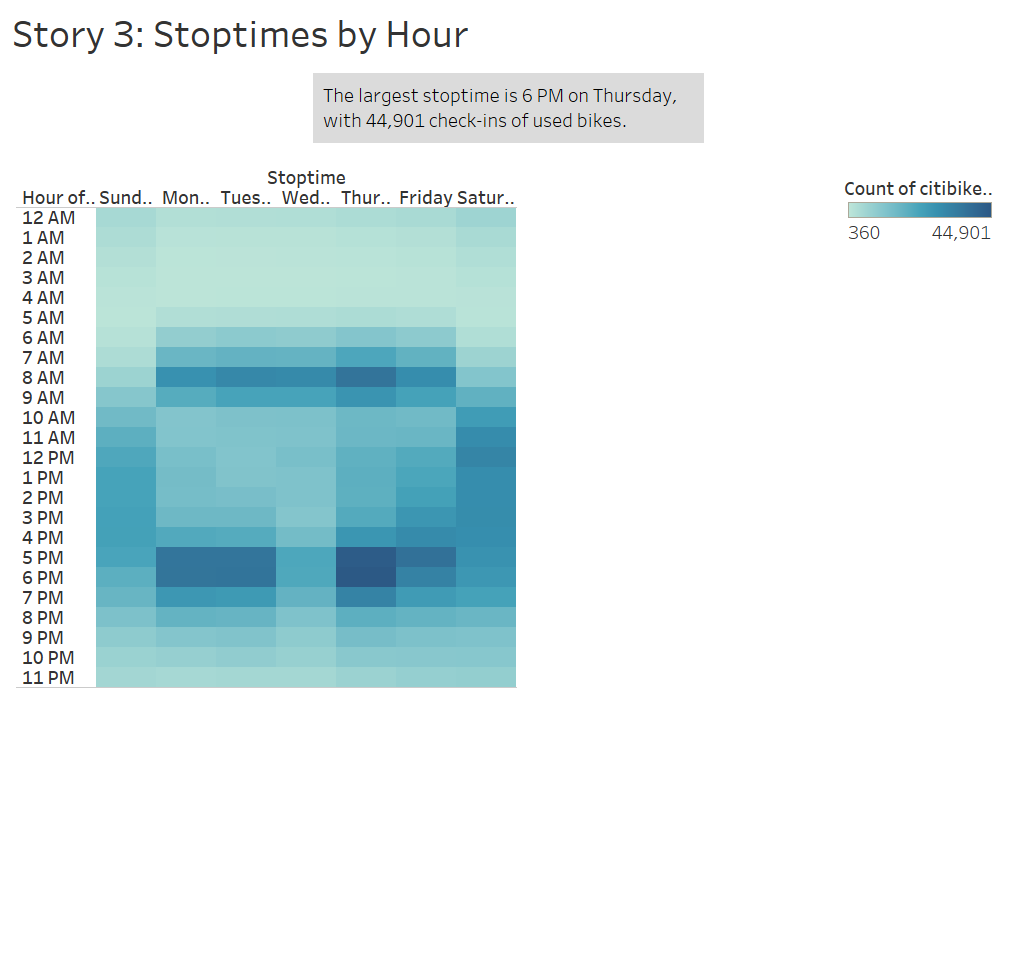 Story 3: Stoptimes by Hour
The largest stoptime is 6 PM on Thursday,
with 44,901 check-ins of used bikes.
Stoptime
Hour of.. Sund.. Mon.. Tues.. Wed.. Thur.. Friday Satur..
12 AM
1 AM
2 AM
3 AM
4 AM
5 AM
6 AM
7 AM
8 AM
9 AM
10 AM
11 AM
12 PM
1 PM
2 PM
3 PM
4 PM
5 PM
6 PM
7 PM
8 PM
9 PM
10 PM
11 PM
Count of citibike..
360 44,901